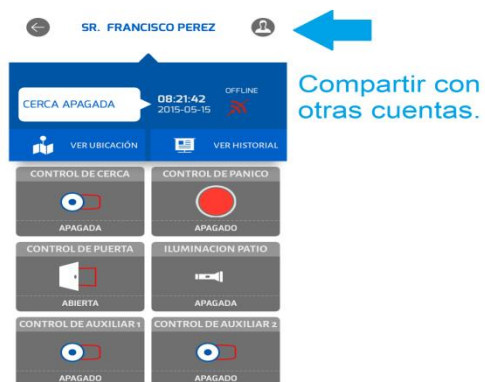 SR. FRANCISCO PEREZ
Compartir con
otras cuentas.
CERCA APAGADA
08:21:42
2015-05-15
OFFLINE
VER UBICACIÓN
VER HISTORIAL
CONTROL DE CERCA
CONTROL DE PANICO
APAGADA
APAGADO
CONTROL DE PUERTA
ILUMINACION PATIO
ABIERTA
APAGADA
CONTROL DE AUXILIAR 1
CONTROL DE AUXILIAR 2
APAGADO
APAGADO